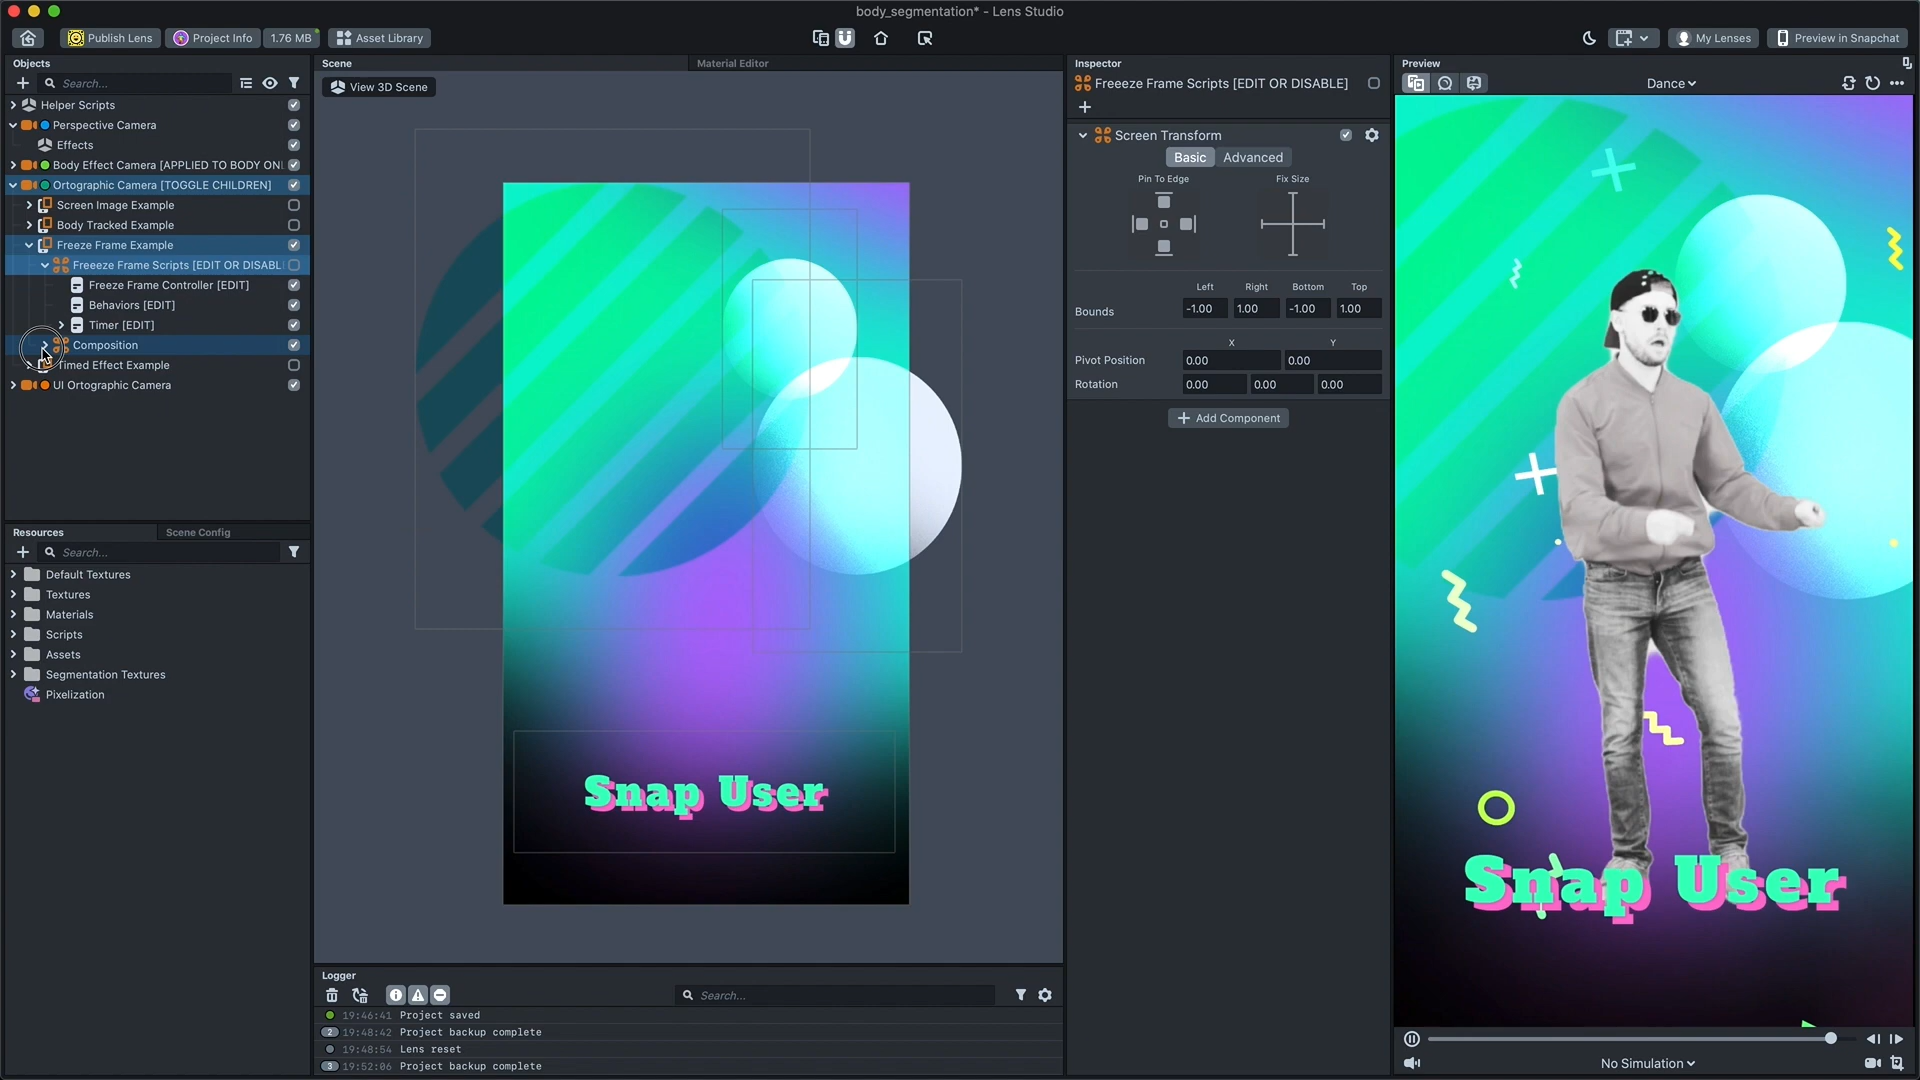 body_segmentation* - Lens Studio
Publish Lens
Project Info
1.76 MB
Asset Library
My Lenses
Preview in Snapchat
Objects
Search...
Helper Scripts
Perspective Camera
Effects
Body Effect Camera [APPLIED TO BODY ONL
Ortographic Camera [TOGGLE CHILDREN]
Screen Image Example
Body Tracked Example
Freeze Frame Example
Freeeze Frame Scripts [EDIT OR DISABL
Freeze Frame Controller [EDIT]
Behaviors [EDIT]
Timer [EDIT]
Composition
Timed Effect Example
UI Ortographic Camera
Resources
Scene Config
Search...
Default Textures
Textures
Materials
Scripts
Assets
Segmentation Textures
Pixelization
Scene
Material Editor
View 3D Scene
Snap User
Logger
Search...
19:46:41 Project saved
2 19:48:42 Project backup complete
19:48:54 Lens reset
3 19:52:06 Project backup complete
Inspector
Freeeze Frame Scripts [EDIT OR DISABLE]
Screen Transform
Basic Advanced
Pin To Edge Fix Size
Left Right Bottom Top
Bounds -1.00 1.00 -1.00 1.00
X Y
Pivot Position 0.00 0.00
Rotation 0.00 0.00 0.00
Add Component
Preview
Dance
Snap User
No Simulation